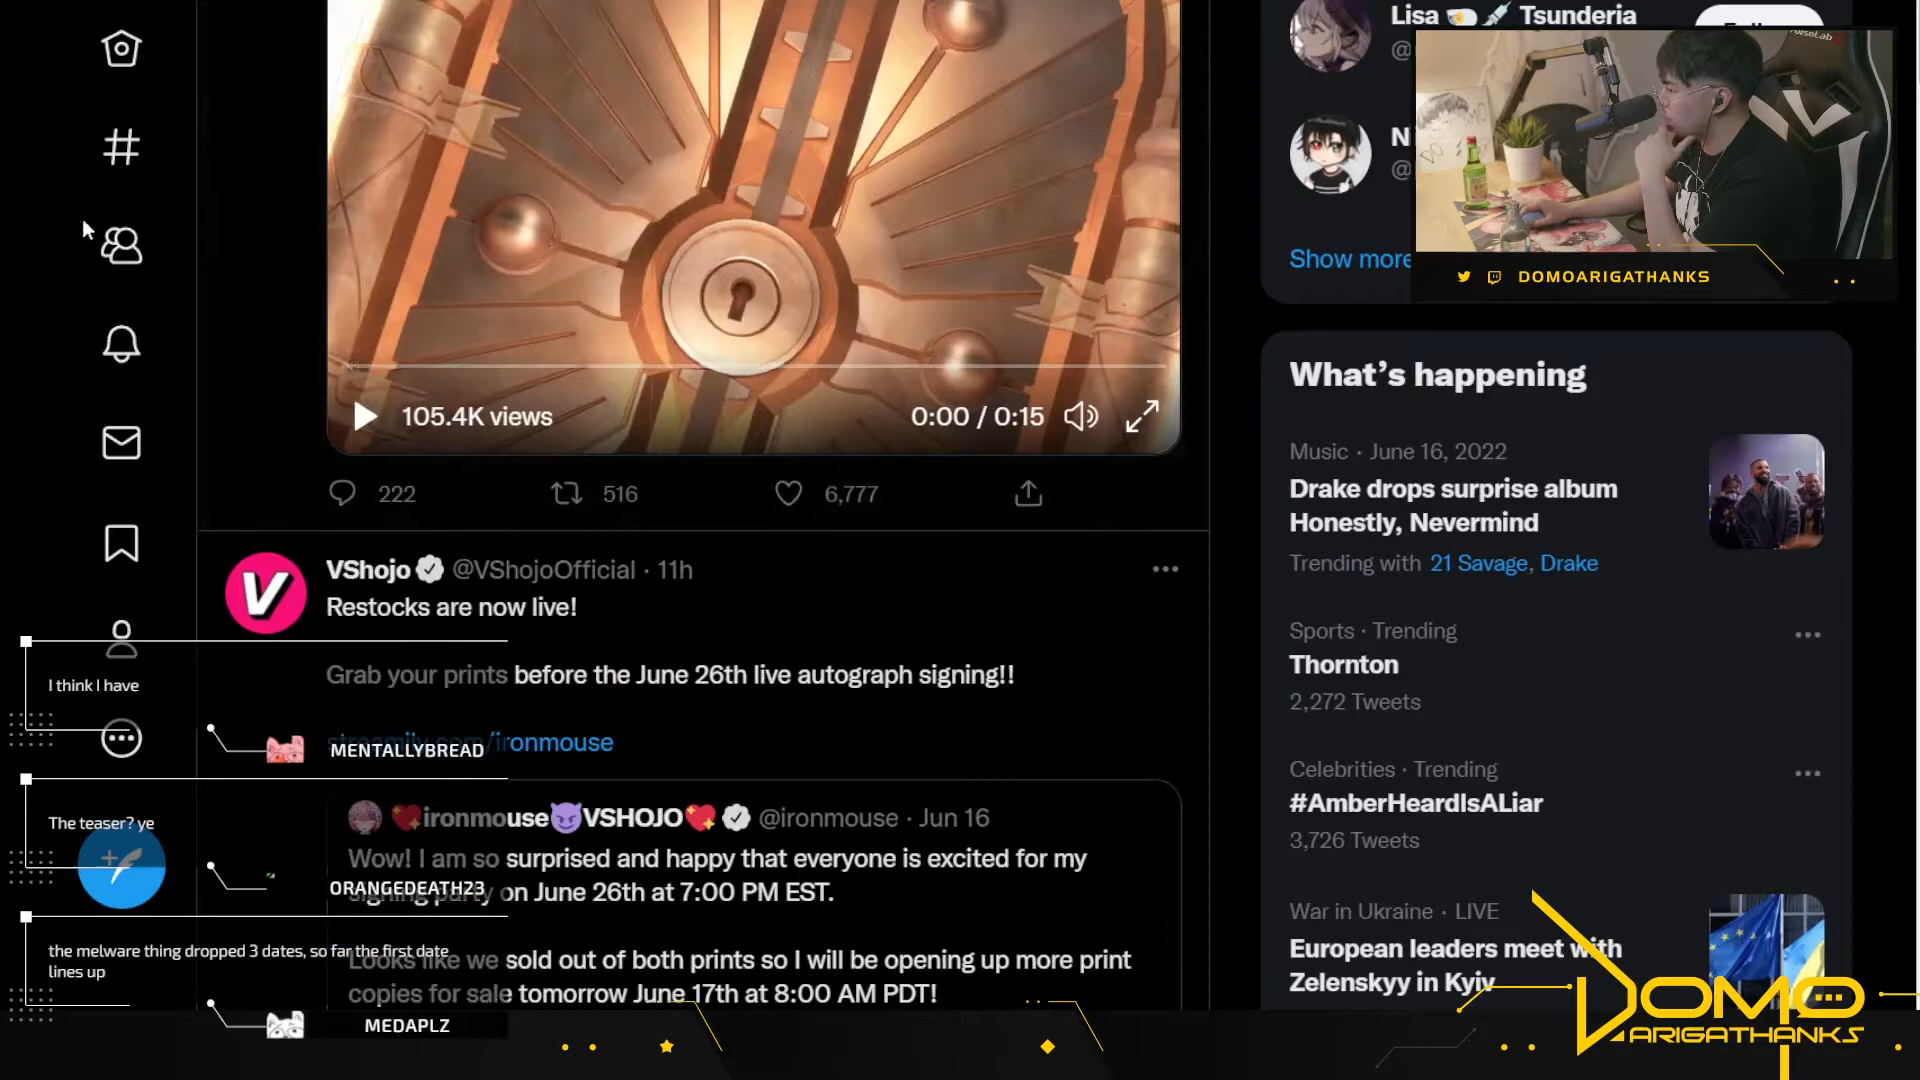 105.4K views
0:00 / 0:15
222
516
6,777
VShojo @VShojoOfficial · 11h
Restocks are now live!
Grab your prints before the June 26th live autograph signing!!
streamily.com/ironmouse
ironmouse VSHOJO @ironmouse · Jun 16
Wow! I am so surprised and happy that everyone is excited for my
signing party on June 26th at 7:00 PM EST.
Looks like we sold out of both prints so I will be opening up more print
copies for sale tomorrow June 17th at 8:00 AM PDT!
I think I have
MENTALLYBREAD
The teaser? ye
ORANGEDEATH23
the melware thing dropped 3 dates, so far the first date
lines up
MEDAPLZ
Lisa Tsunderia
@
N
@
Show more
DOMOARIGATHANKS
What's happening
Music · June 16, 2022
Drake drops surprise album
Honestly, Nevermind
Trending with 21 Savage, Drake
Sports · Trending
Thornton
2,272 Tweets
Celebrities · Trending
#AmberHeardIsALiar
3,726 Tweets
War in Ukraine · LIVE
European leaders meet with
Zelenskyy in Kyiv
DOMO
ARIGATHANKS